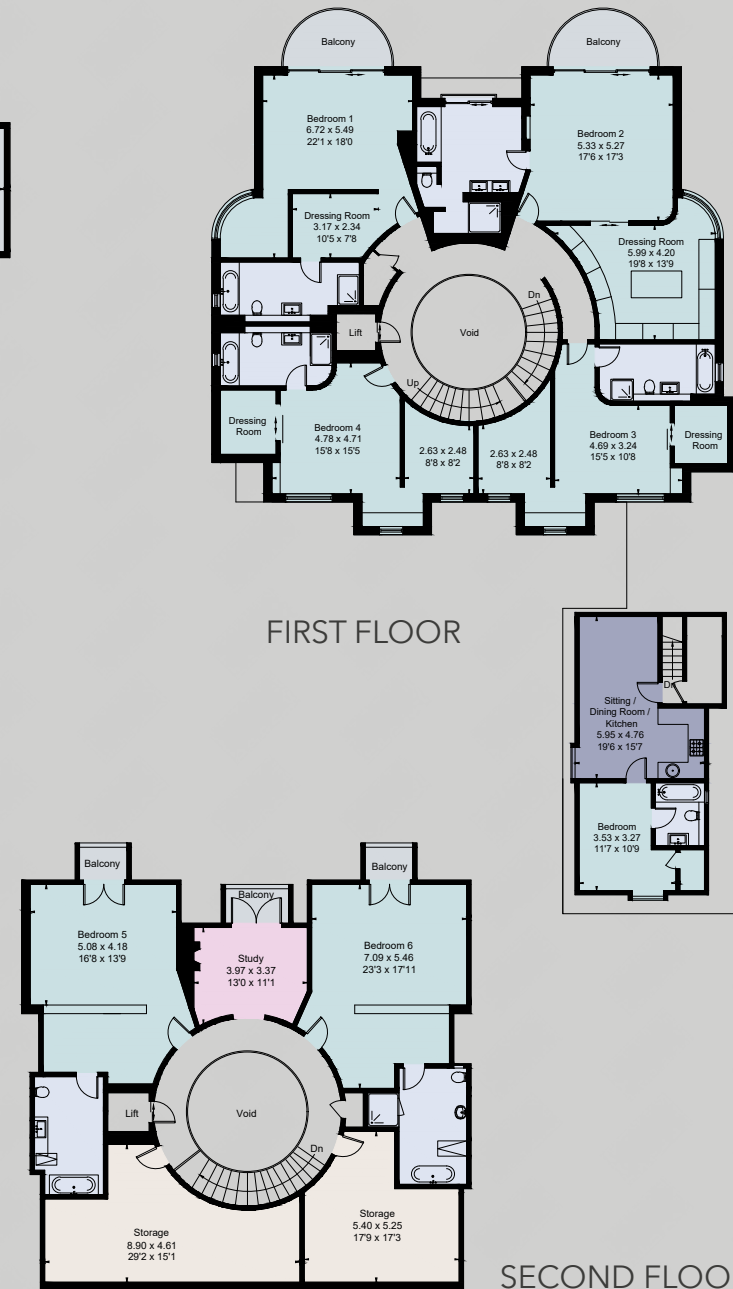 Balcony
Balcony
Bedroom 1
6.72 x 5.49
22'1 x 18'0
Bedroom 2
5.33 x 5.27
17'6 x 17'3
Dressing Room
3.17 x 2.34
10'5 x 7'8
Dressing Room
5.99 x 4.20
19'8 x 13'9
Dn
Lift
Void
Up
Dressing
Room
Bedroom 4
4.78 x 4.71
15'8 x 15'5
2.63 x 2.48
8'8 x 8'2
2.63 x 2.48
8'8 x 8'2
Bedroom 3
4.69 x 3.24
15'5 x 10'8
Dressing
Room
FIRST FLOOR
Dn
Sitting /
Dining Room /
Kitchen
5.95 x 4.76
19'6 x 15'7
Bedroom
3.53 x 3.27
11'7 x 10'9
Balcony
Balcony
Balcony
Bedroom 5
5.08 x 4.18
16'8 x 13'9
Study
3.97 x 3.37
13'0 x 11'1
Bedroom 6
7.09 x 5.46
23'3 x 17'11
Lift
Void
Dn
Storage
8.90 x 4.61
29'2 x 15'1
Storage
5.40 x 5.25
17'9 x 17'3
SECOND FLOO